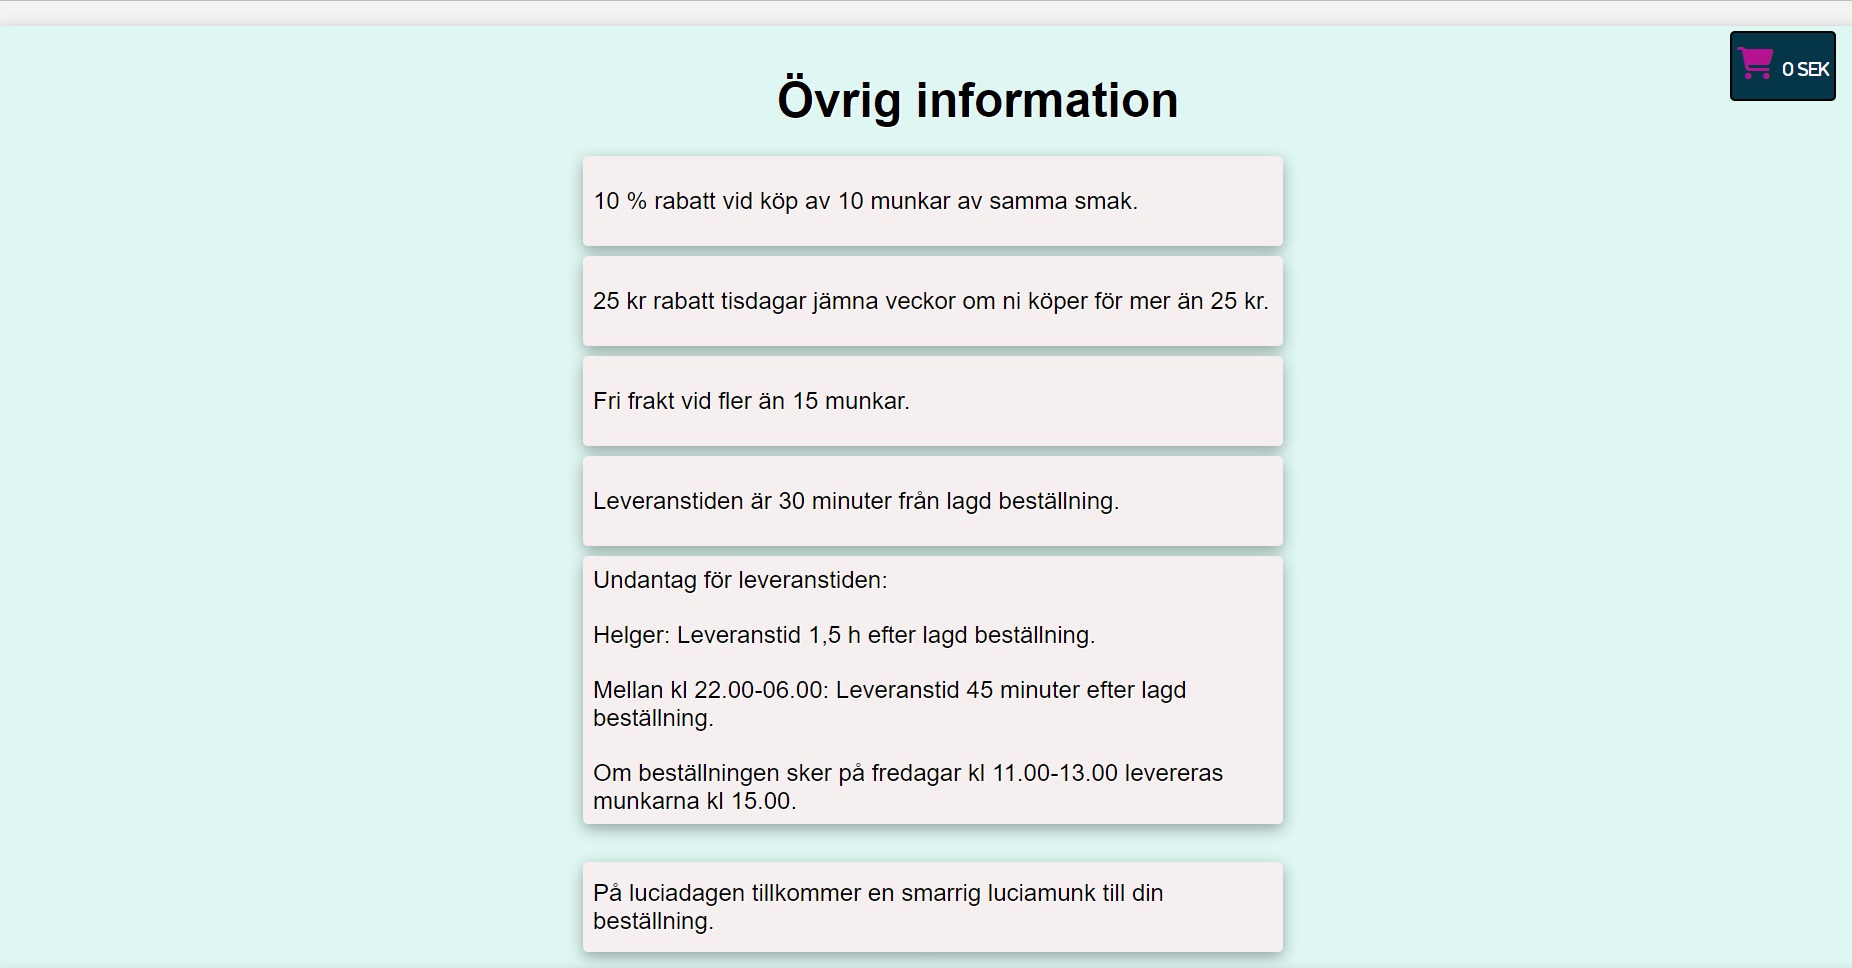 0 SEK
Övrig information
10 % rabatt vid köp av 10 munkar av samma smak.
25 kr rabatt tisdagar jämna veckor om ni köper för mer än 25 kr.
Fri frakt vid fler än 15 munkar.
Leveranstiden är 30 minuter från lagd beställning.
Undantag för leveranstiden:
Helger: Leveranstid 1,5 h efter lagd beställning.
Mellan kl 22.00-06.00: Leveranstid 45 minuter efter lagd
beställning.
Om beställningen sker på fredagar kl 11.00-13.00 levereras
munkarna kl 15.00.
På luciadagen tillkommer en smarrig luciamunk till din
beställning.